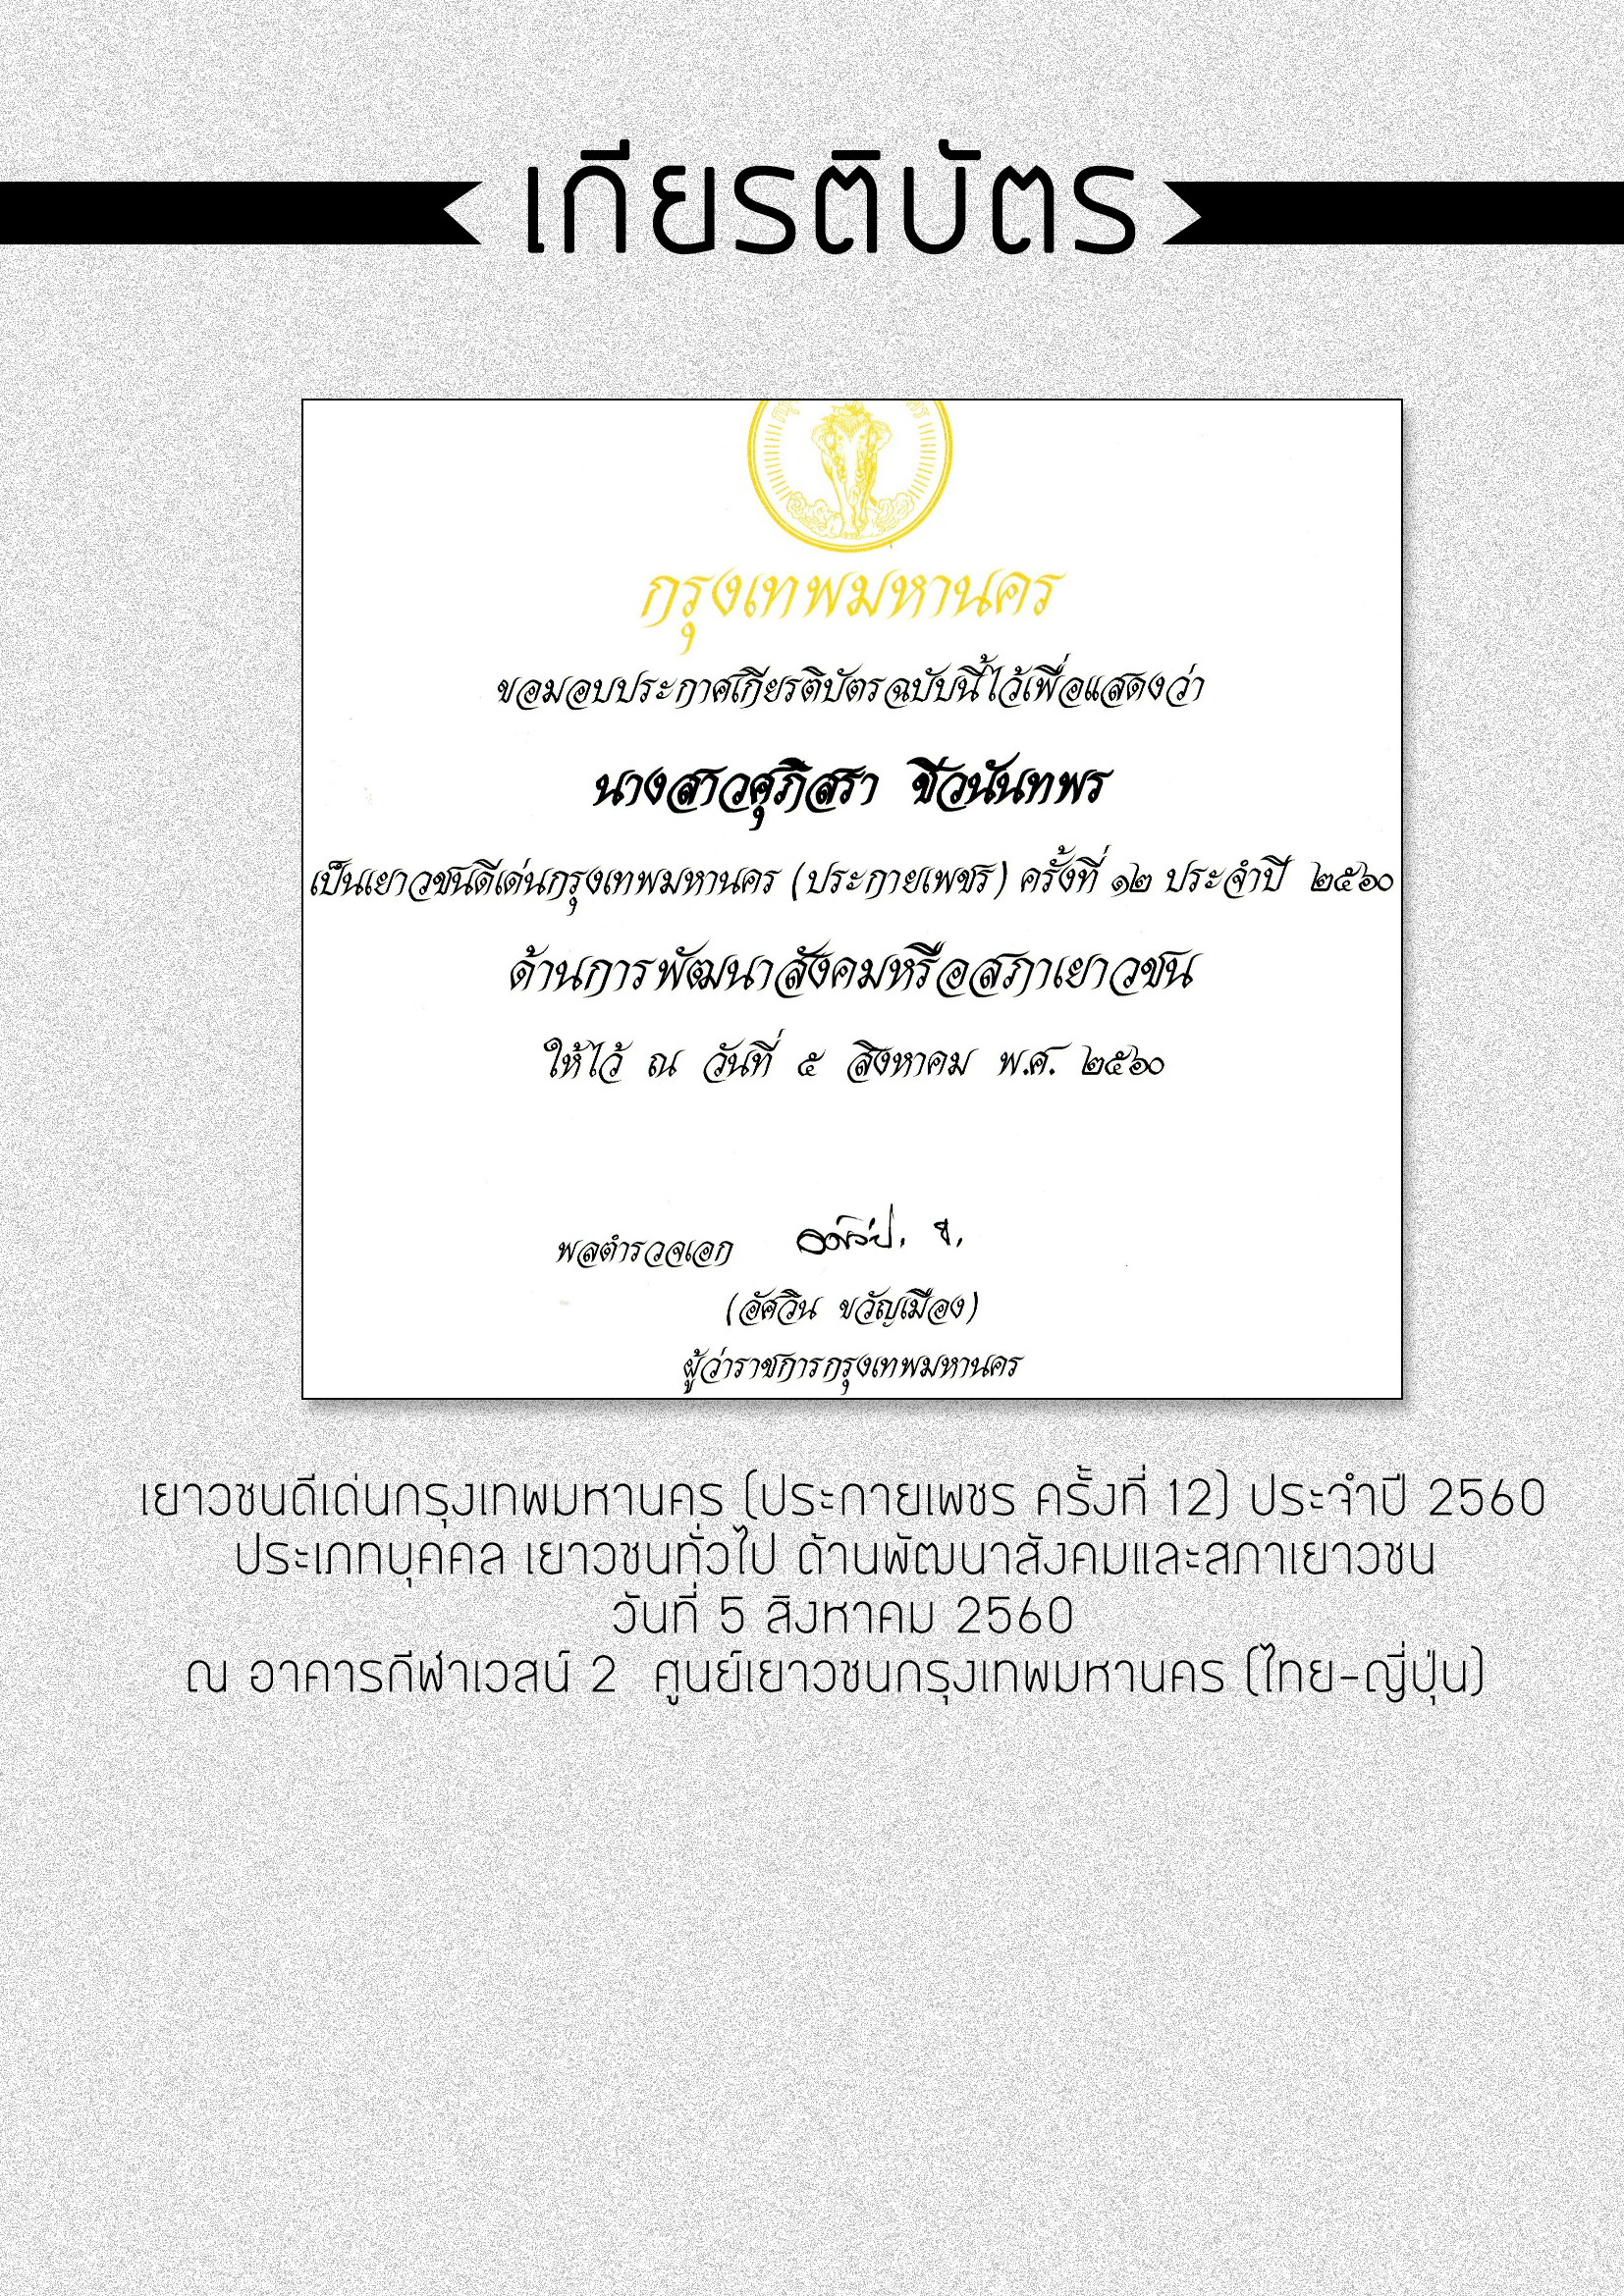 เกียรติบัตร
กรุงเทพมหานคร
ขอมอบประกาศเกียรติบัตรฉบับนี้ไว้เพื่อแสดงว่า
นางสาวศุภิสรา ชีวนันทพร
เป็นเยาวชนดีเด่นกรุงเทพมหานคร (ประกายเพชร) ครั้งที่ ๑๒ ประจำปี ๒๕๖๐
ด้านการพัฒนาสังคมหรือสภาเยาวชน
ให้ไว้ ณ วันที่ ๕ สิงหาคม พ.ศ. ๒๕๖๐
พลตำรวจเอก
(อัศวิน ขวัญเมือง)
ผู้ว่าราชการกรุงเทพมหานคร
เยาวชนดีเด่นกรุงเทพมหานคร (ประกายเพชร ครั้งที่ 12) ประจำปี 2560
ประเภทบุคคล เยาวชนทั่วไป ด้านพัฒนาสังคมและสภาเยาวชน
วันที่ 5 สิงหาคม 2560
ณ อาคารกีฬาเวสน์ 2 ศูนย์เยาวชนกรุงเทพมหานคร (ไทย-ญี่ปุ่น)